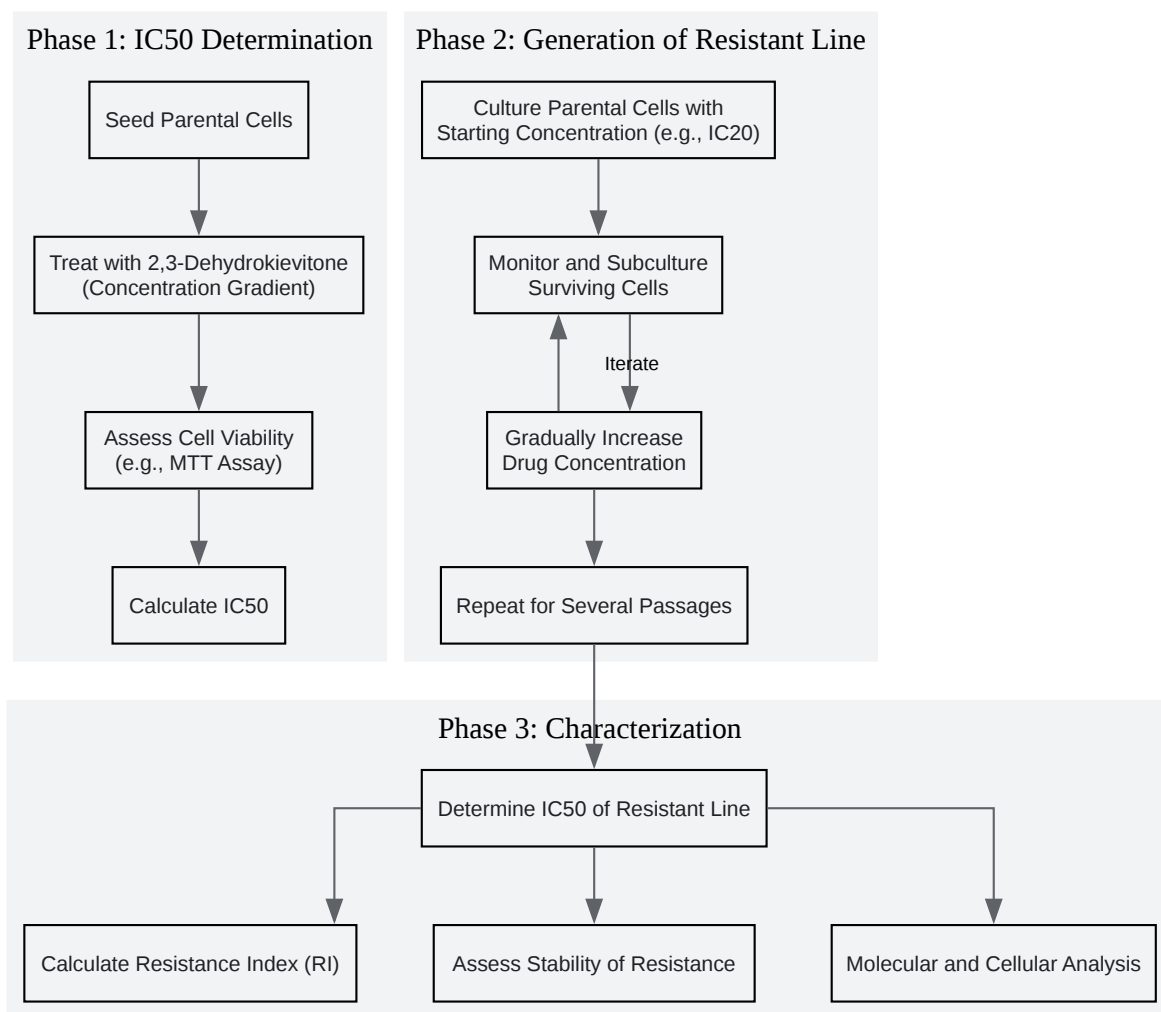 Phase 1: IC50 Determination
Seed Parental Cells
Treat with 2,3-Dehydrokievitone
(Concentration Gradient)
Assess Cell Viability
(e.g., MTT Assay)
Calculate IC50
Phase 2: Generation of Resistant Line
Culture Parental Cells with
Starting Concentration (e.g., IC20)
Monitor and Subculture
Surviving Cells
Iterate
Gradually Increase
Drug Concentration
Repeat for Several Passages
Phase 3: Characterization
Determine IC50 of Resistant Line
Calculate Resistance Index (RI)
Assess Stability of Resistance
Molecular and Cellular Analysis